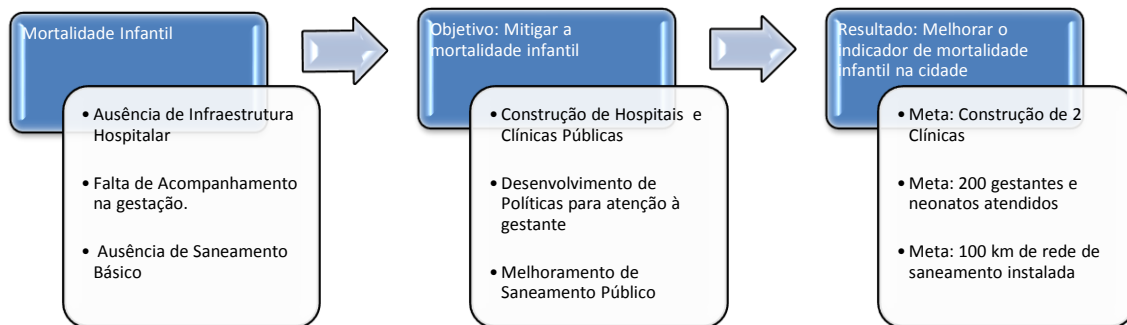 Mortalidade Infantil
• Ausência de Infraestrutura
Hospitalar
• Falta de Acompanhamento
na gestação.
• Ausência de Saneamento
Básico
Objetivo: Mitigar a
mortalidade infantil
• Construção de Hospitais e
Clínicas Públicas
• Desenvolvimento de
Políticas para atenção à
gestante
• Melhoramento de
Saneamento Público
Resultado: Melhorar o
indicador de mortalidade
infantil na cidade
• Meta: Construção de 2
Clínicas
• Meta: 200 gestantes e
neonatos atendidos
• Meta: 100 km de rede de
saneamento instalada